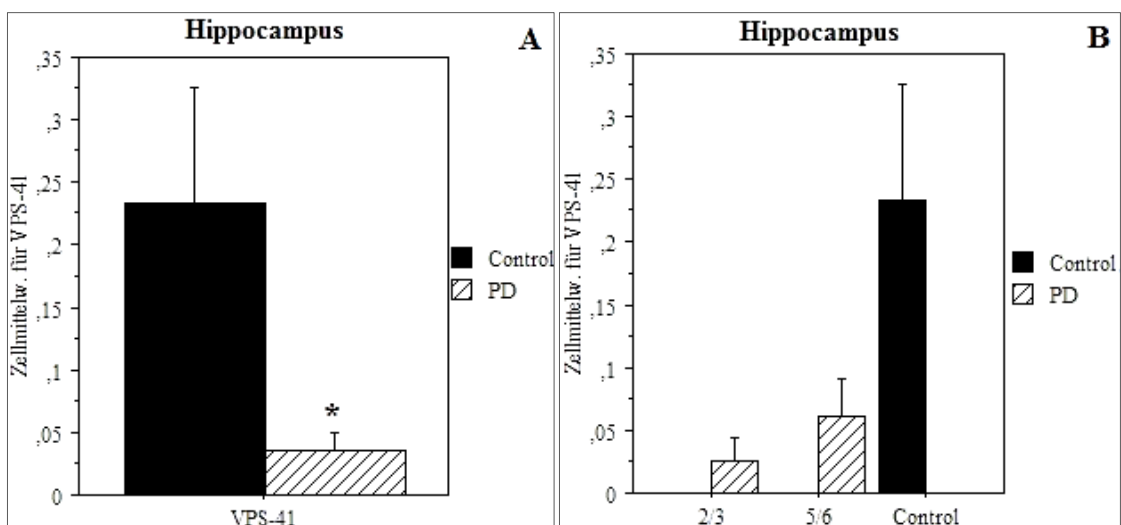 Hippocampus
A
Zellmittelw. für VPS-41
,35
,3
,25
,2
,15
,1
,05
0
*
VPS-41
Control
PD
Hippocampus
B
Zellmittelw. für VPS-41
,35
,3
,25
,2
,15
,1
,05
0
2/3
5/6
Control
Control
PD